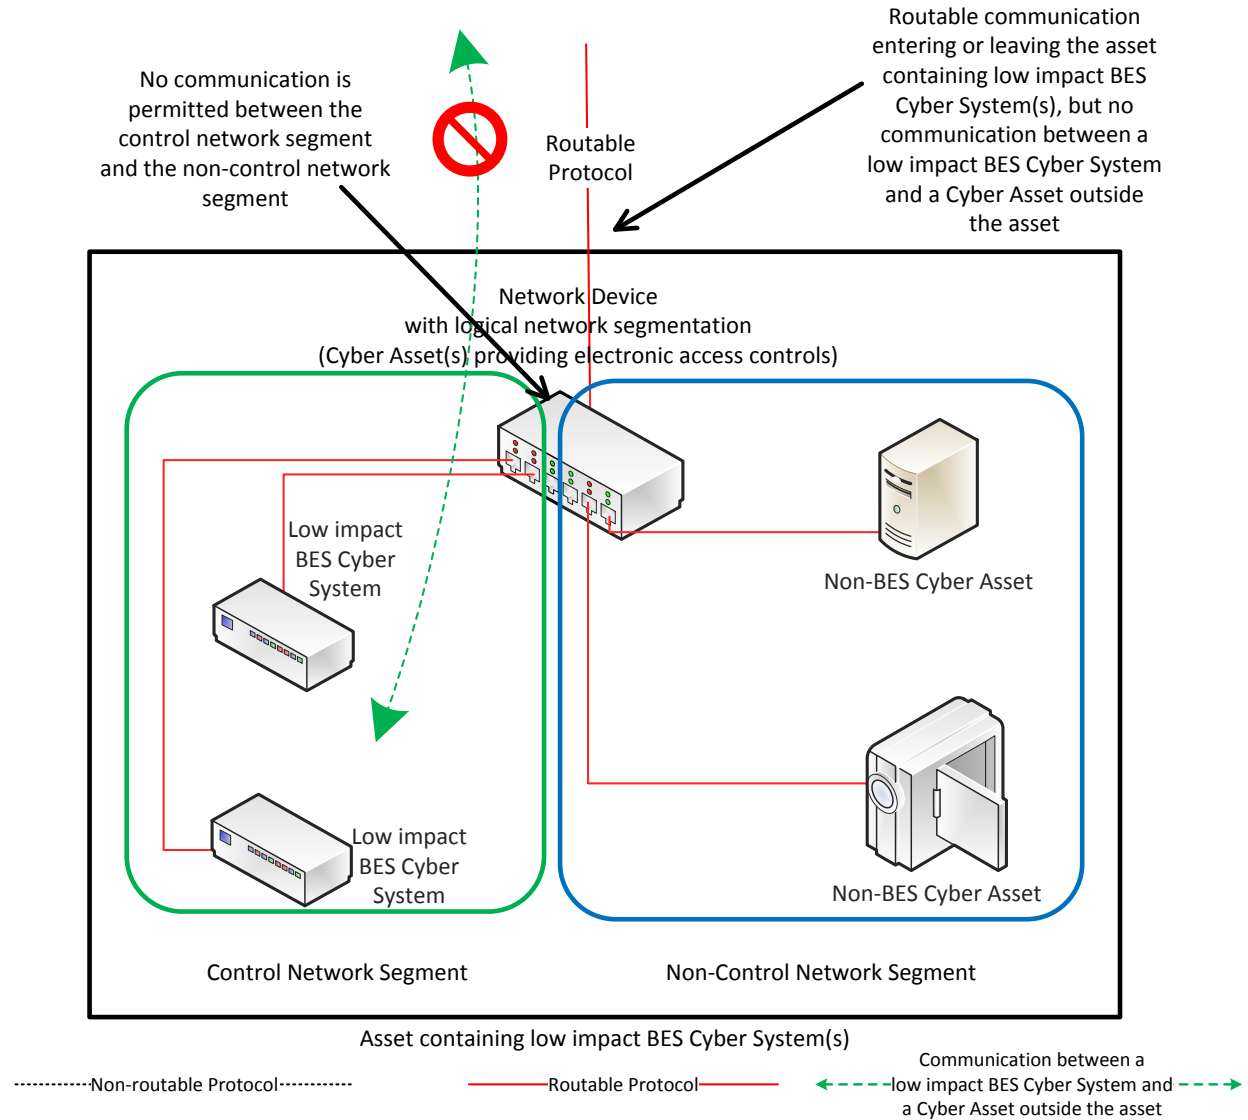 Routable communication
entering or leaving the asset
containing low impact BES
Cyber System(s), but no
communication between a
low impact BES Cyber System
and a Cyber Asset outside
the asset
No communication is
permitted between the
control network segment
and the non-control network
segment
Routable
Protocol
Network Device
with logical network segmentation
(Cyber Asset(s) providing electronic access controls)
Low impact
BES Cyber
System
Non-BES Cyber Asset
Low impact
BES Cyber
System
Non-BES Cyber Asset
Control Network Segment
Non-Control Network Segment
Asset containing low impact BES Cyber System(s)
Non-routable Protocol
Routable Protocol
Communication between a
low impact BES Cyber System and
a Cyber Asset outside the asset